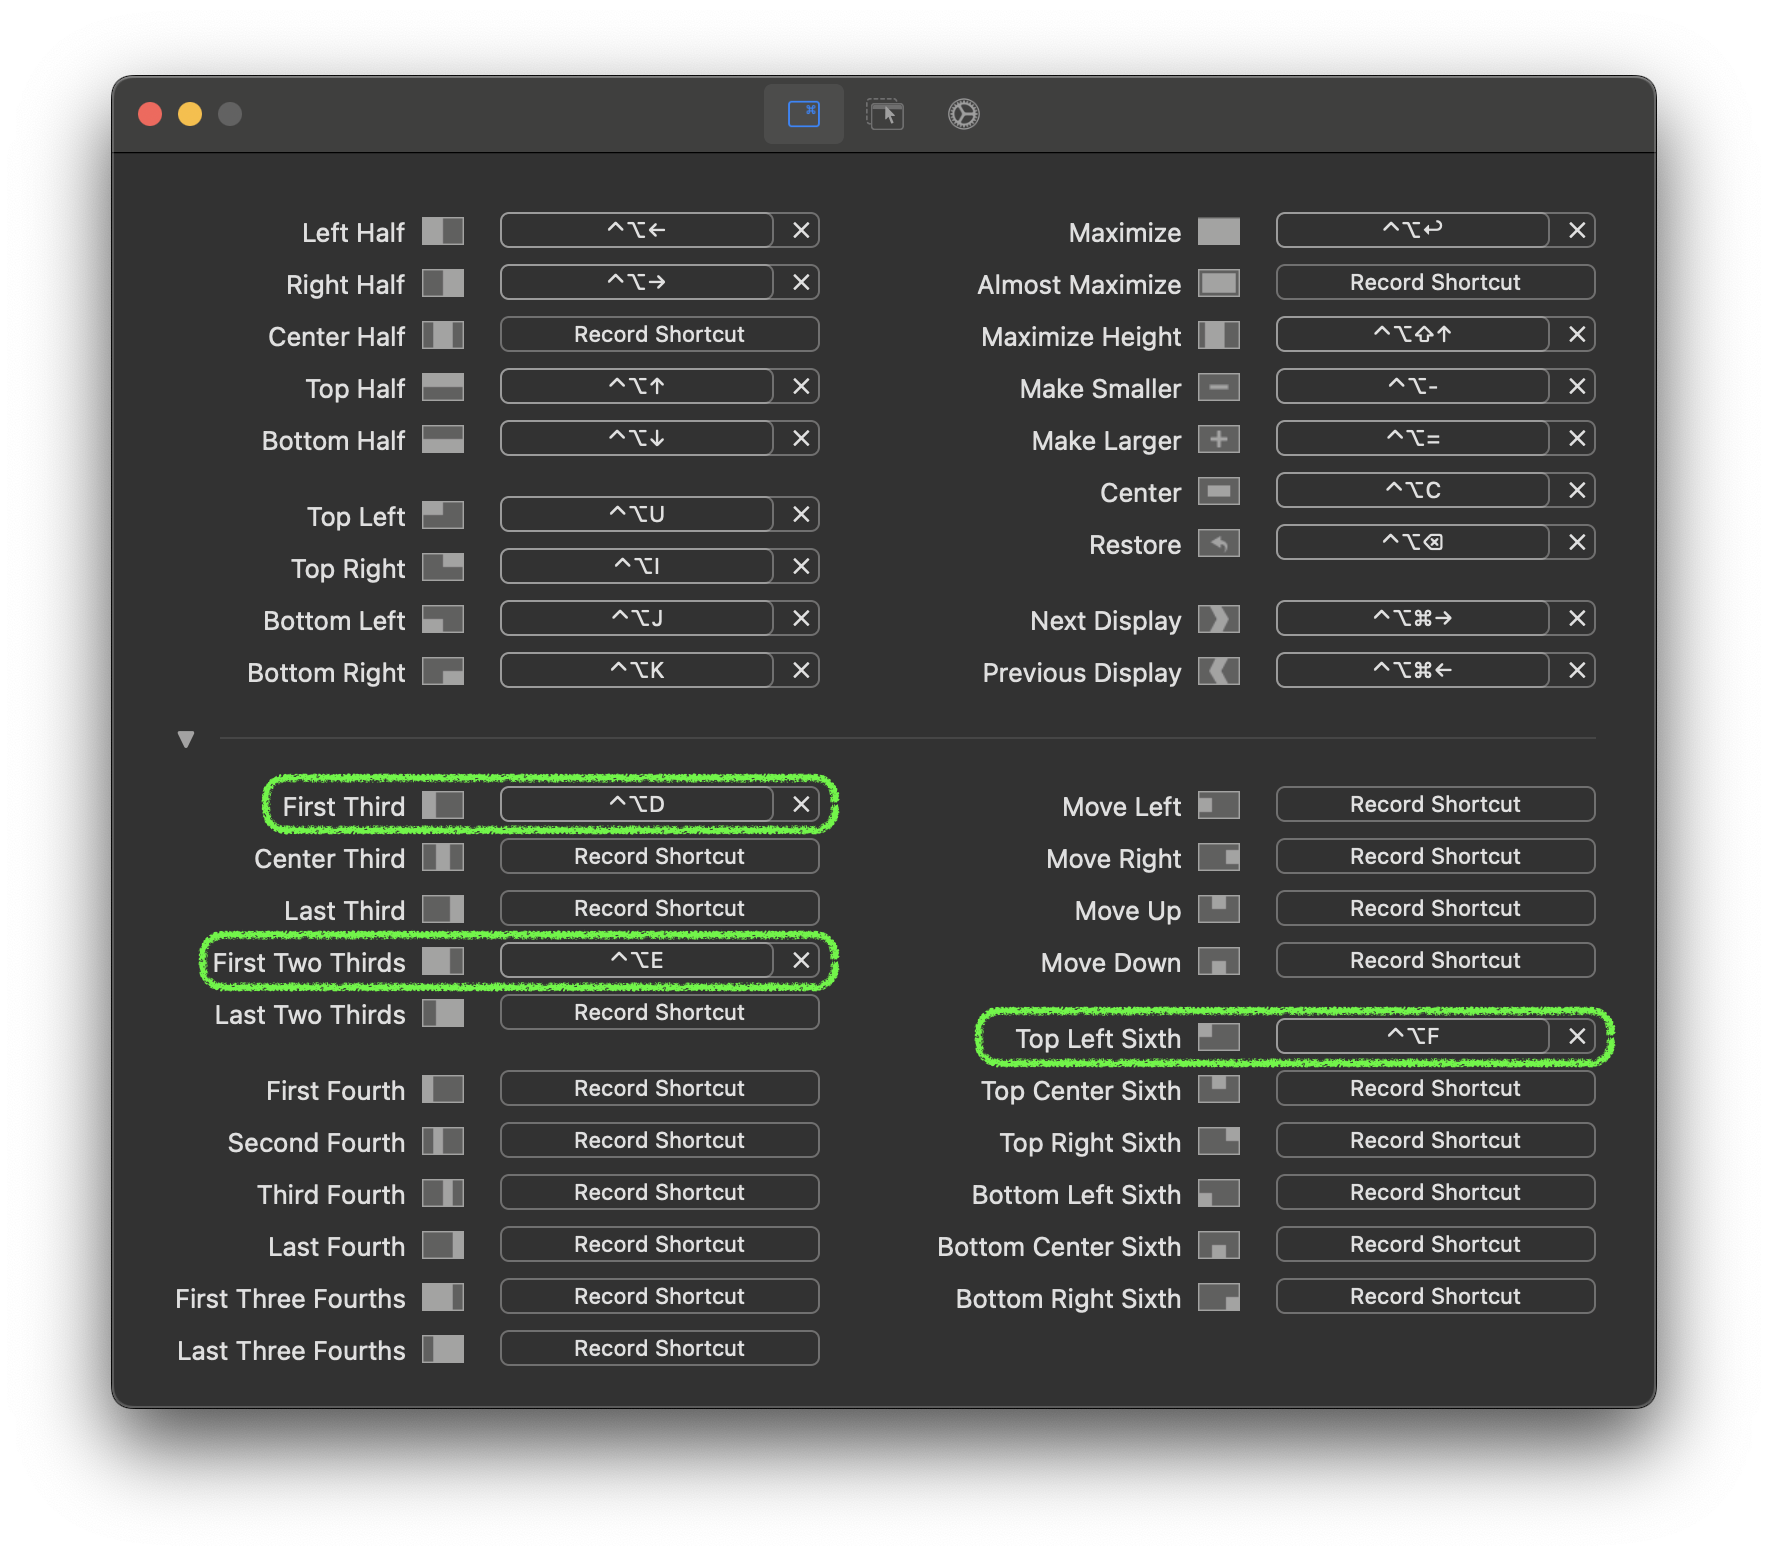 Left Half ^⌥←
Right Half ^⌥→
Center Half Record Shortcut
Top Half ^⌥↑
Bottom Half ^⌥↓
Top Left ^⌥U
Top Right ^⌥I
Bottom Left ^⌥J
Bottom Right ^⌥K
Maximize ^⌥↩
Almost Maximize Record Shortcut
Maximize Height ^⌥⇧↑
Make Smaller ^⌥-
Make Larger ^⌥=
Center ^⌥C
Restore ^⌥⌫
Next Display ^⌥⌘→
Previous Display ^⌥⌘←
First Third ^⌥D
Center Third Record Shortcut
Last Third Record Shortcut
First Two Thirds ^⌥E
Last Two Thirds Record Shortcut
First Fourth Record Shortcut
Second Fourth Record Shortcut
Third Fourth Record Shortcut
Last Fourth Record Shortcut
First Three Fourths Record Shortcut
Last Three Fourths Record Shortcut
Move Left Record Shortcut
Move Right Record Shortcut
Move Up Record Shortcut
Move Down Record Shortcut
Top Left Sixth ^⌥F
Top Center Sixth Record Shortcut
Top Right Sixth Record Shortcut
Bottom Left Sixth Record Shortcut
Bottom Center Sixth Record Shortcut
Bottom Right Sixth Record Shortcut